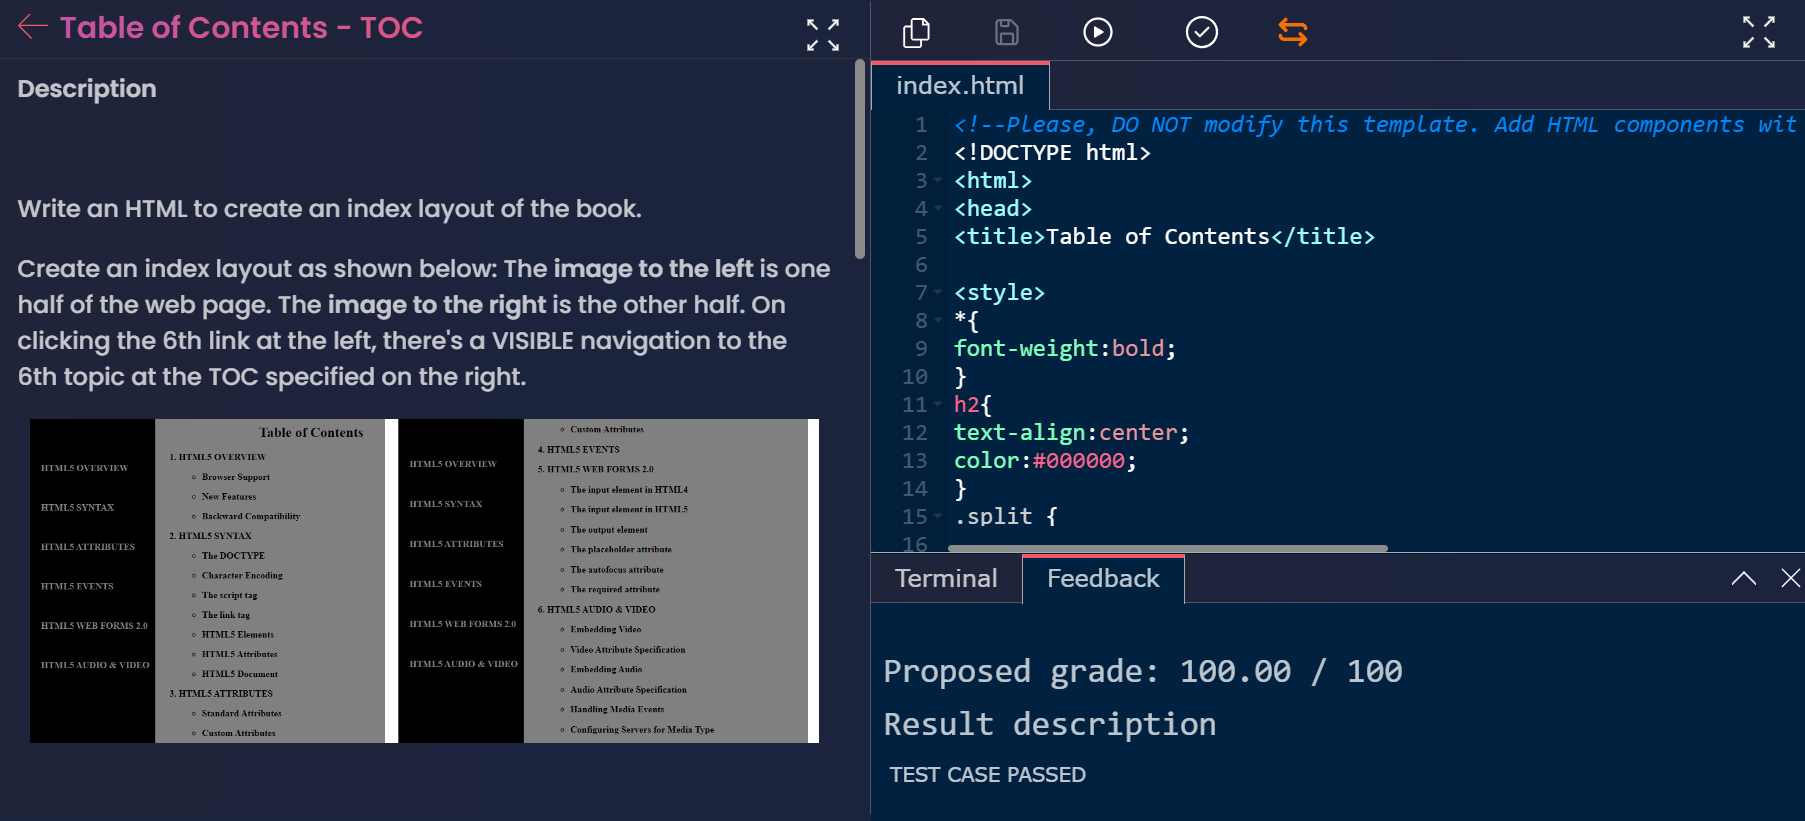 Table of Contents - TOC
Description
Write an HTML to create an index layout of the book.
Create an index layout as shown below: The image to the left is one
half of the web page. The image to the right is the other half. On
clicking the 6th link at the left, there's a VISIBLE navigation to the
6th topic at the TOC specified on the right.
HTML5 OVERVIEW
HTML5 SYNTAX
HTML5 ATTRIBUTES
HTML5 EVENTS
HTML5 WEB FORMS 2.0
HTML5 AUDIO & VIDEO
Table of Contents
1. HTML5 OVERVIEW
Browser Support
New Features
Backward Compatibility
2. HTML5 SYNTAX
The DOCTYPE
Character Encoding
The script tag
The link tag
HTML5 Elements
HTML5 Attributes
HTML5 Document
3. HTML5 ATTRIBUTES
Standard Attributes
Custom Attributes
HTML5 OVERVIEW
HTML5 SYNTAX
HTML5 ATTRIBUTES
HTML5 EVENTS
HTML5 WEB FORMS 2.0
HTML5 AUDIO & VIDEO
Custom Attributes
4. HTML5 EVENTS
5. HTML5 WEB FORMS 2.0
The input element in HTML4
The input element in HTML5
The output element
The placeholder attribute
The autofocus attribute
The required attribute
6. HTML5 AUDIO & VIDEO
Embedding Video
Video Attribute Specification
Embedding Audio
Audio Attribute Specification
Handling Media Events
Configuring Servers for Media Type
index.html
1 <!--Please, DO NOT modify this template. Add HTML components wit
2 <!DOCTYPE html>
3 <html>
4 <head>
5 <title>Table of Contents</title>
6
7 <style>
8 *{
9 font-weight:bold;
10 }
11 h2{
12 text-align:center;
13 color:#000000;
14 }
15 .split {
16
Terminal Feedback
Proposed grade: 100.00 / 100
Result description
TEST CASE PASSED